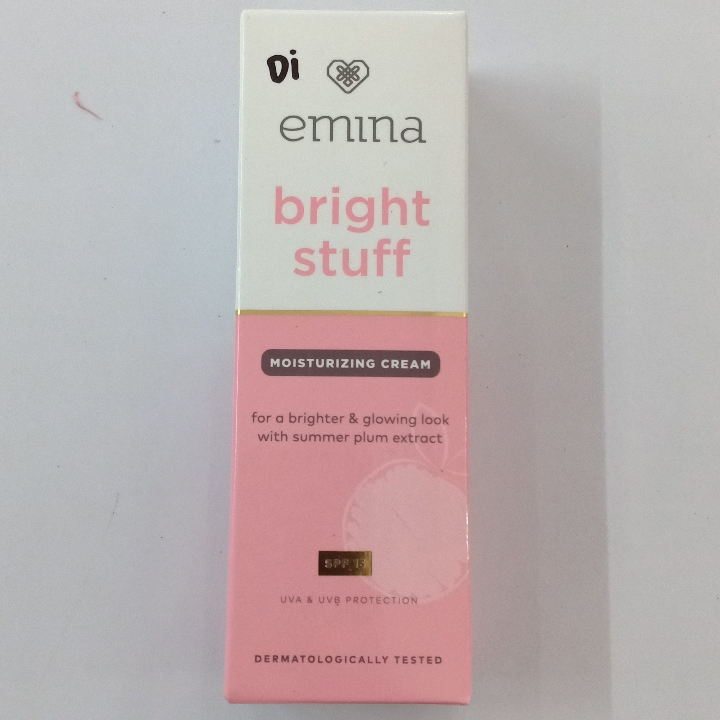 Di
emina
bright
stuff
MOISTURIZING CREAM
for a brighter & glowing look
with summer plum extract
SPF 15
UVA & UVB PROTECTION
DERMATOLOGICALLY TESTED